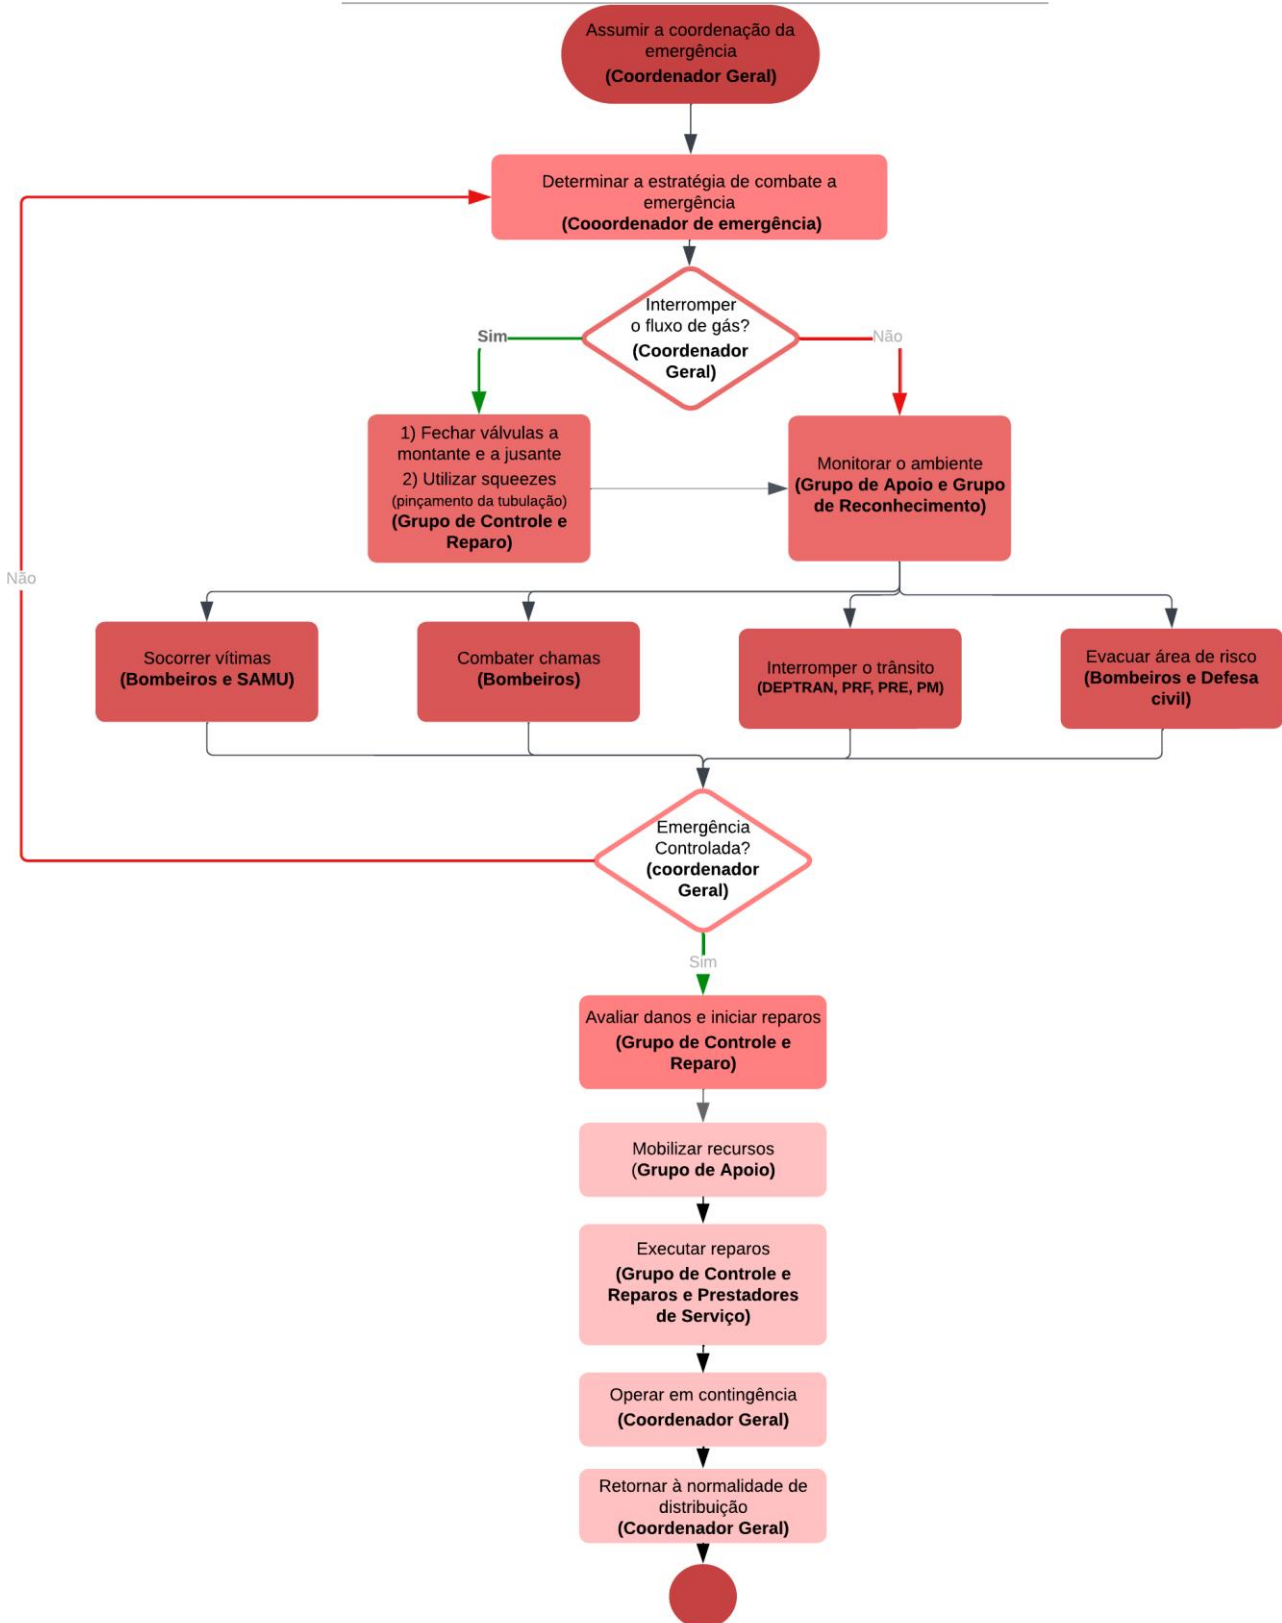 Assumir a coordenação da
emergência
(Coordenador Geral)
Determinar a estratégia de combate a
emergência
(Cooordenador de emergência)
Interromper
o fluxo de gás?
(Coordenador
Geral)
Sim
Não
1) Fechar válvulas a
montante e a jusante
2) Utilizar squeezes
(pinçamento da tubulação)
(Grupo de Controle e
Reparo)
Monitorar o ambiente
(Grupo de Apoio e Grupo
de Reconhecimento)
Não
Socorrer vítimas
(Bombeiros e SAMU)
Combater chamas
(Bombeiros)
Interromper o trânsito
(DEPTRAN, PRF, PRE, PM)
Evacuar área de risco
(Bombeiros e Defesa
civil)
Emergência
Controlada?
(coordenador
Geral)
Sim
Avaliar danos e iniciar reparos
(Grupo de Controle e
Reparo)
Mobilizar recursos
(Grupo de Apoio)
Executar reparos
(Grupo de Controle e
Reparos e Prestadores
de Serviço)
Operar em contingência
(Coordenador Geral)
Retornar à normalidade de
distribuição
(Coordenador Geral)